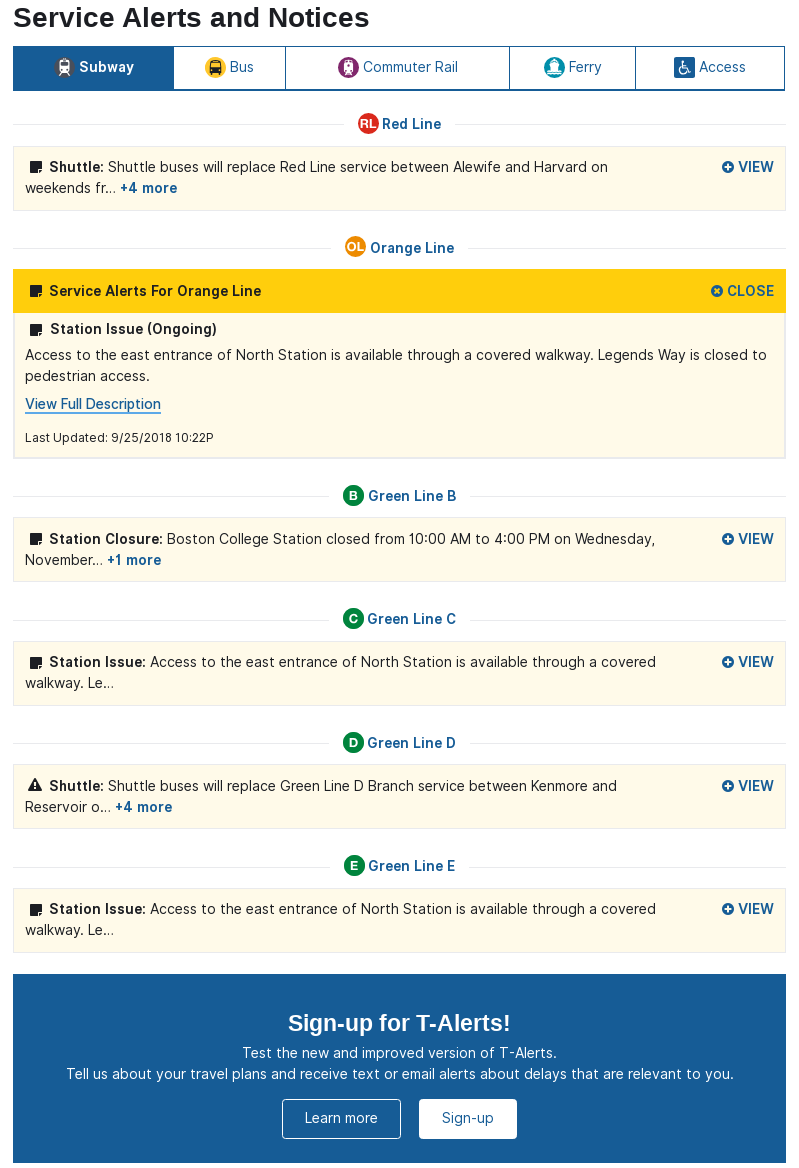 Service Alerts and Notices
Subway Bus Commuter Rail Ferry Access
RL Red Line
Shuttle: Shuttle buses will replace Red Line service between Alewife and Harvard on VIEW
weekends fr... +4 more
OL Orange Line
Service Alerts For Orange Line CLOSE
Station Issue (Ongoing)
Access to the east entrance of North Station is available through a covered walkway. Legends Way is closed to
pedestrian access.
View Full Description
Last Updated: 9/25/2018 10:22P
B Green Line B
Station Closure: Boston College Station closed from 10:00 AM to 4:00 PM on Wednesday, VIEW
November... +1 more
C Green Line C
Station Issue: Access to the east entrance of North Station is available through a covered VIEW
walkway. Le...
D Green Line D
Shuttle: Shuttle buses will replace Green Line D Branch service between Kenmore and VIEW
Reservoir o... +4 more
E Green Line E
Station Issue: Access to the east entrance of North Station is available through a covered VIEW
walkway. Le...
Sign-up for T-Alerts!
Test the new and improved version of T-Alerts.
Tell us about your travel plans and receive text or email alerts about delays that are relevant to you.
Learn more Sign-up